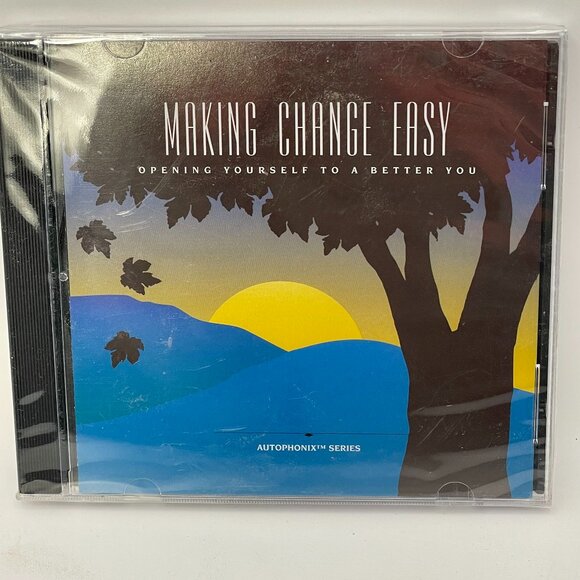 MAKING CHANGE EASY
OPENING YOURSELF TO A BETTER YOU
AUTOPHONIX™ SERIES